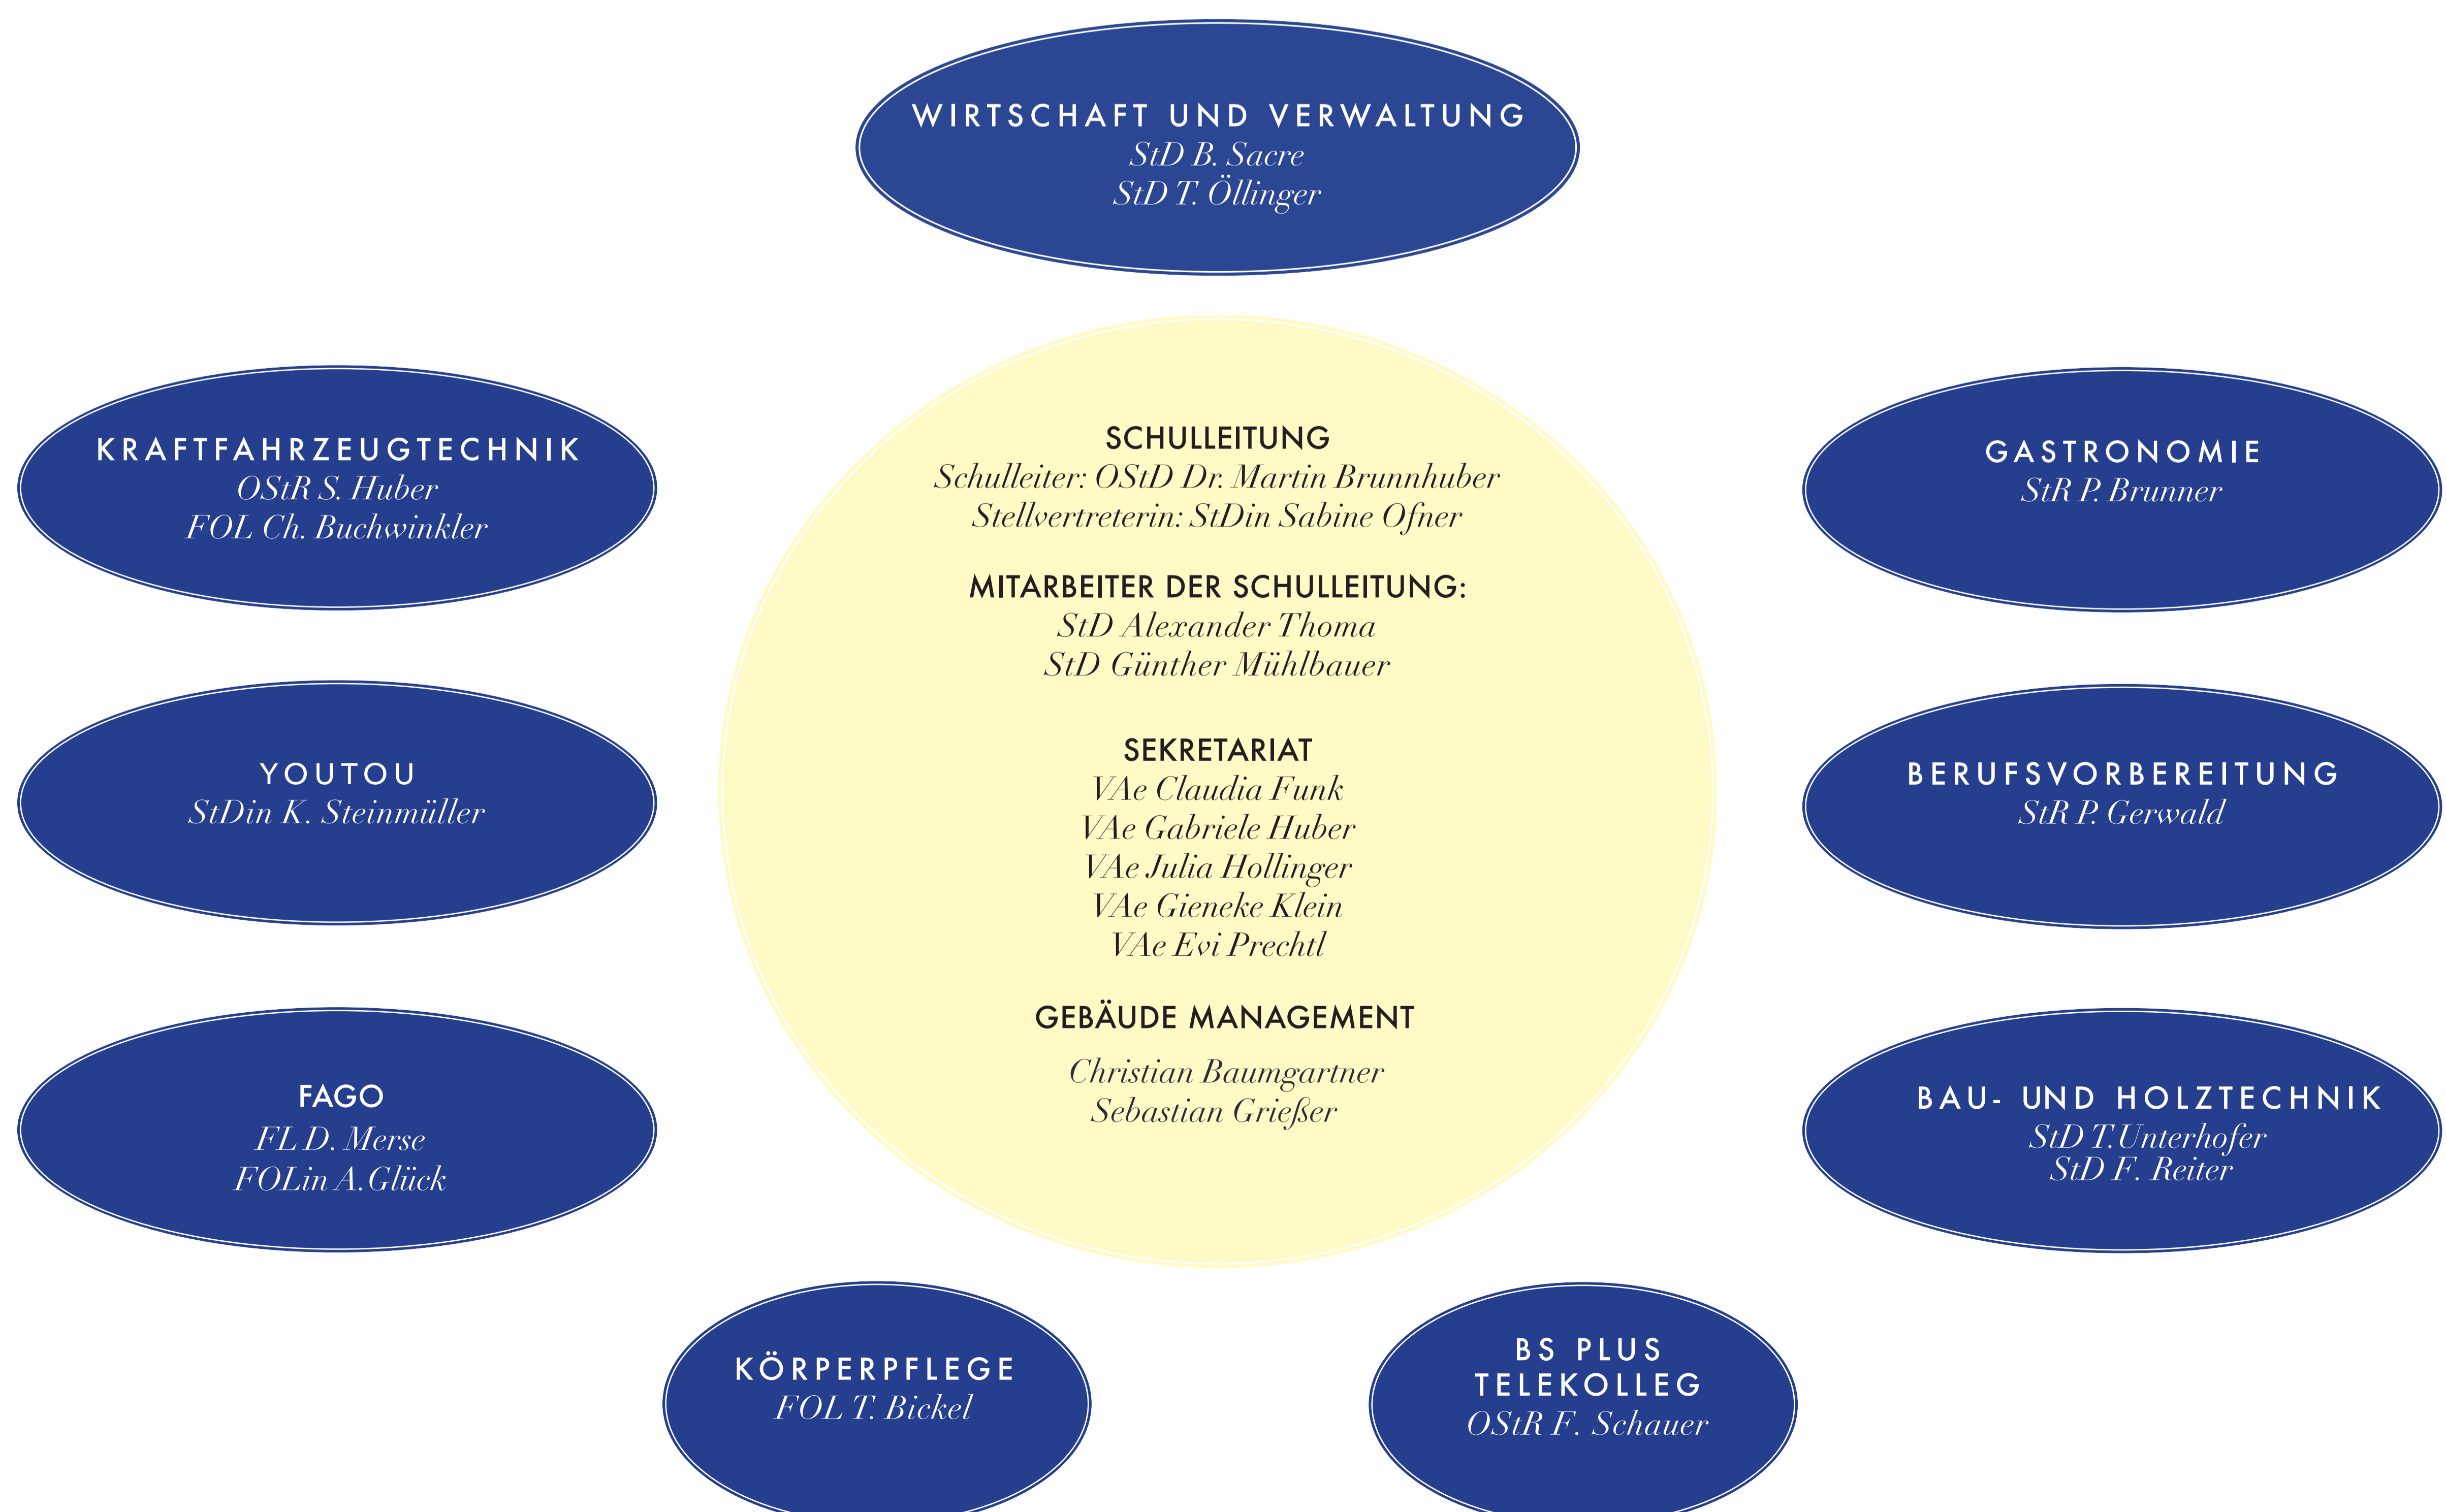 WIRTSCHAFT UND VERWALTUNG
StD B. Sacre
StD T. Öllinger
KRAFTFAHRZEUGTECHNIK
OStR S. Huber
FOL Ch. Buchwinkler
SCHULLEITUNG
Schulleiter: OStD Dr. Martin Brunnhuber
Stellvertreterin: StDin Sabine Ofner
MITARBEITER DER SCHULLEITUNG:
StD Alexander Thoma
StD Günther Mühlbauer
SEKRETARIAT
VAe Claudia Funk
VAe Gabriele Huber
VAe Julia Hollinger
VAe Gieneke Klein
VAe Evi Prechtl
GEBÄUDE MANAGEMENT
Christian Baumgartner
Sebastian Grießer
GASTRONOMIE
StR P. Brunner
YOUTOU
StDin K. Steinmüller
BERUFSVORBEREITUNG
StR P. Gerwald
FAGO
FL D. Merse
FOLin A.Glück
BAU- UND HOLZTECHNIK
StD T.Unterhofer
StD F. Reiter
KÖRPERPFLEGE
FOL T. Bickel
BS PLUS
TELEKOLLEG
OStR F. Schauer